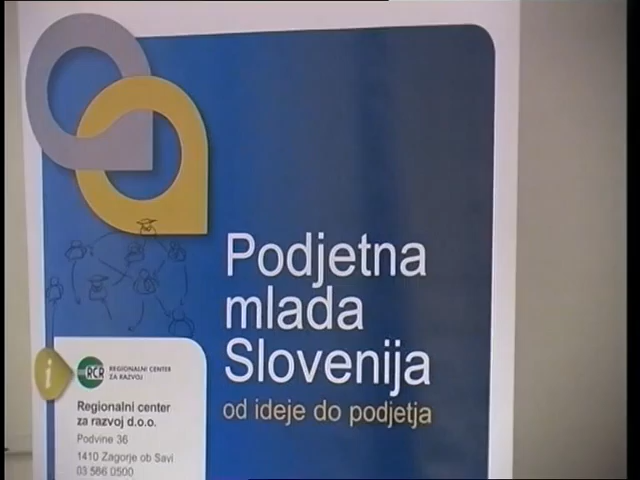 Podjetna
mlada
Slovenija
od ideje do podjetja
i
RCR
REGIONALNI CENTER
ZA RAZVOJ
Regionalni center
za razvoj d.o.o.
Podvine 36
1410 Zagorje ob Savi
03 566 0500